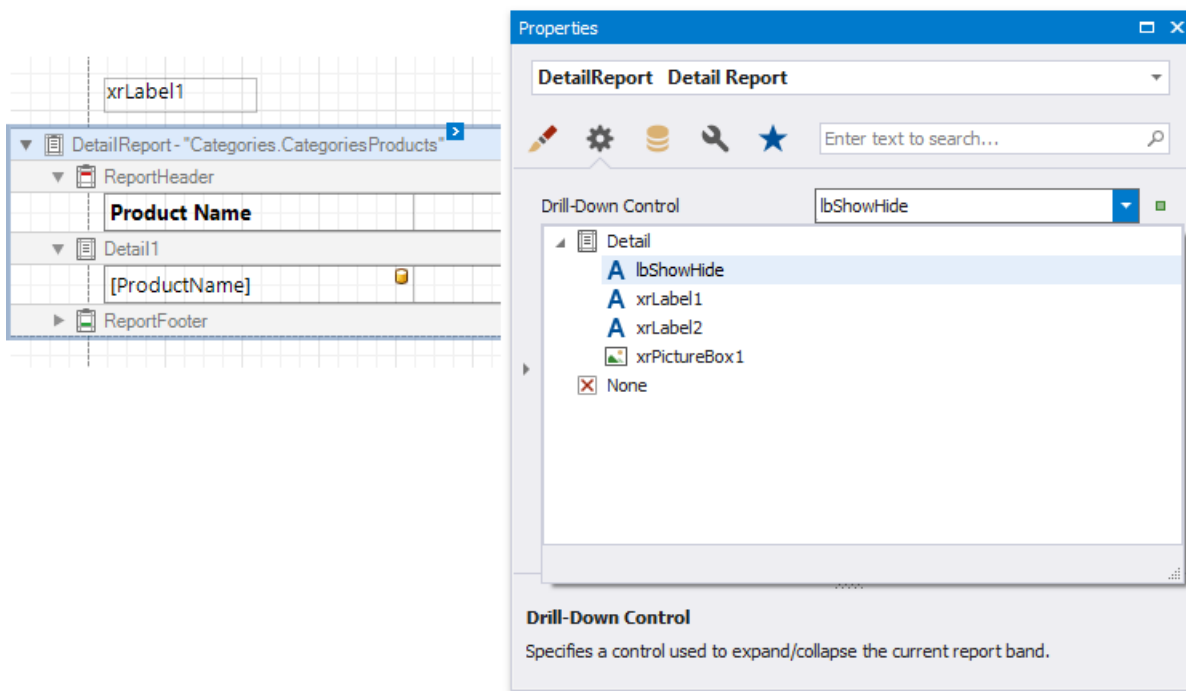 xrLabel1
DetailReport - "Categories.CategoriesProducts"
ReportHeader
Product Name
Detail1
[ProductName]
ReportFooter
Properties
DetailReport Detail Report
Enter text to search...
Drill-Down Control
lbShowHide
Detail
lbShowHide
xrLabel1
xrLabel2
xrPictureBox1
None
Drill-Down Control
Specifies a control used to expand/collapse the current report band.